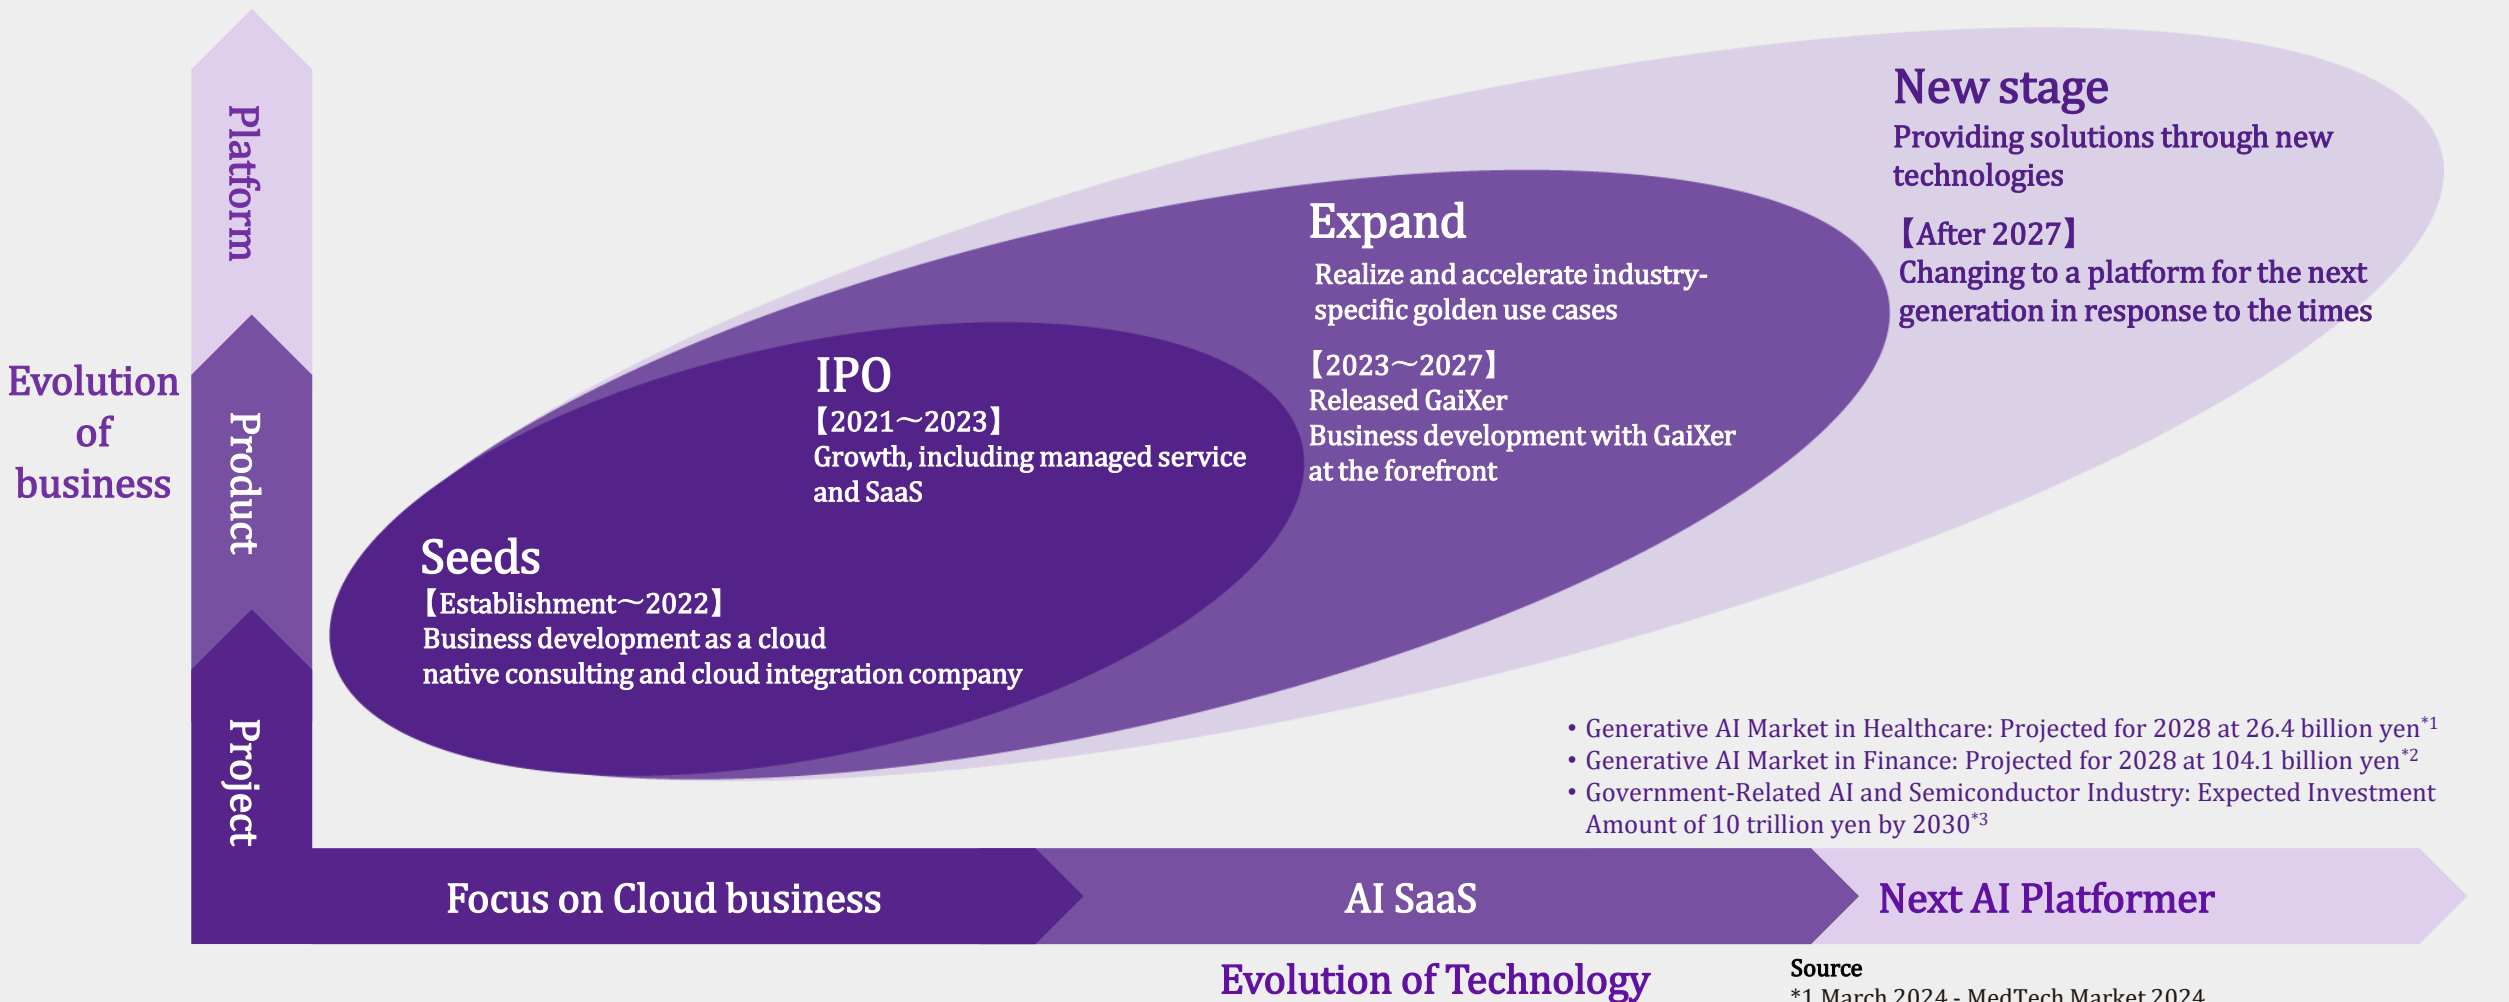 Platform
Product
Project
Evolution
of
business
New stage
Providing solutions through new
technologies
【After 2027】
Changing to a platform for the next
generation in response to the times
Expand
Realize and accelerate industry-
specific golden use cases
【2023～2027】
Released GaiXer
Business development with GaiXer
at the forefront
IPO
【2021～2023】
Growth, including managed service
and SaaS
Seeds
【Establishment～2022】
Business development as a cloud
native consulting and cloud integration company
• Generative AI Market in Healthcare: Projected for 2028 at 26.4 billion yen*1
• Generative AI Market in Finance: Projected for 2028 at 104.1 billion yen*2
• Government-Related AI and Semiconductor Industry: Expected Investment
Amount of 10 trillion yen by 2030*3
Focus on Cloud business
AI SaaS
Next AI Platformer
Evolution of Technology
Source
*1 March 2024 - MedTech Market 2024